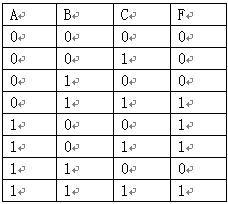 A B C F
0 0 0 0
0 0 1 0
0 1 0 0
0 1 1 1
1 0 0 1
1 0 1 1
1 1 0 0
1 1 1 1